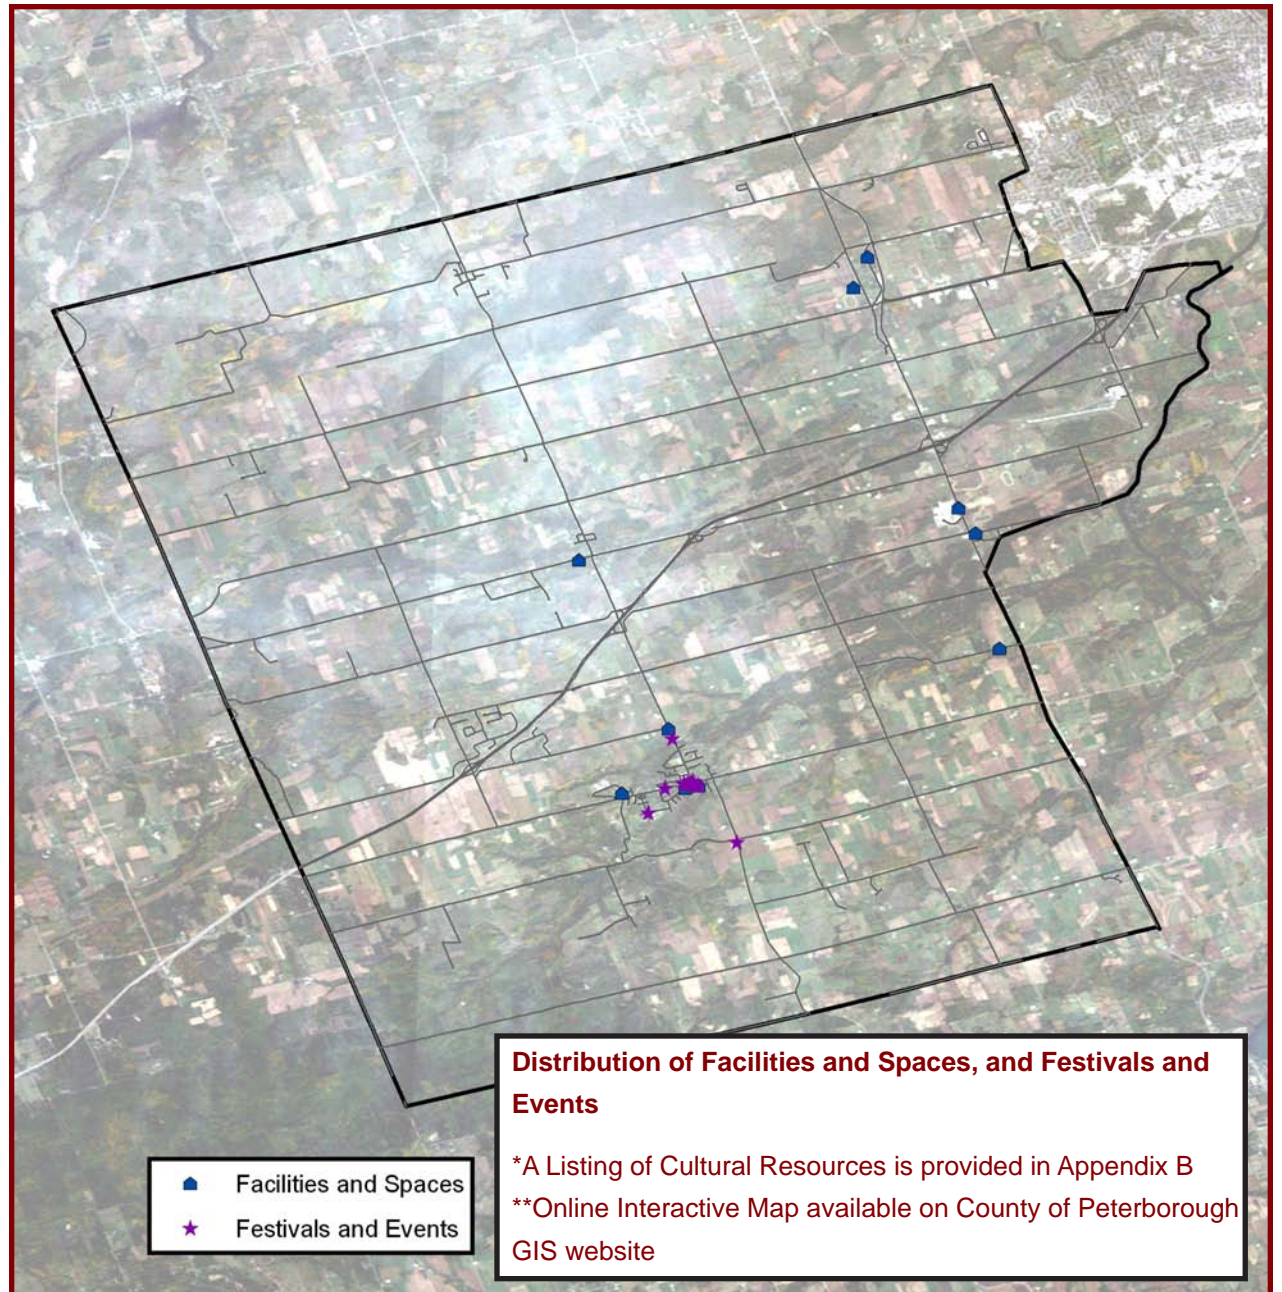 Distribution of Facilities and Spaces, and Festivals and
Events
*A Listing of Cultural Resources is provided in Appendix B
**Online Interactive Map available on County of Peterborough
GIS website
Facilities and Spaces
Festivals and Events